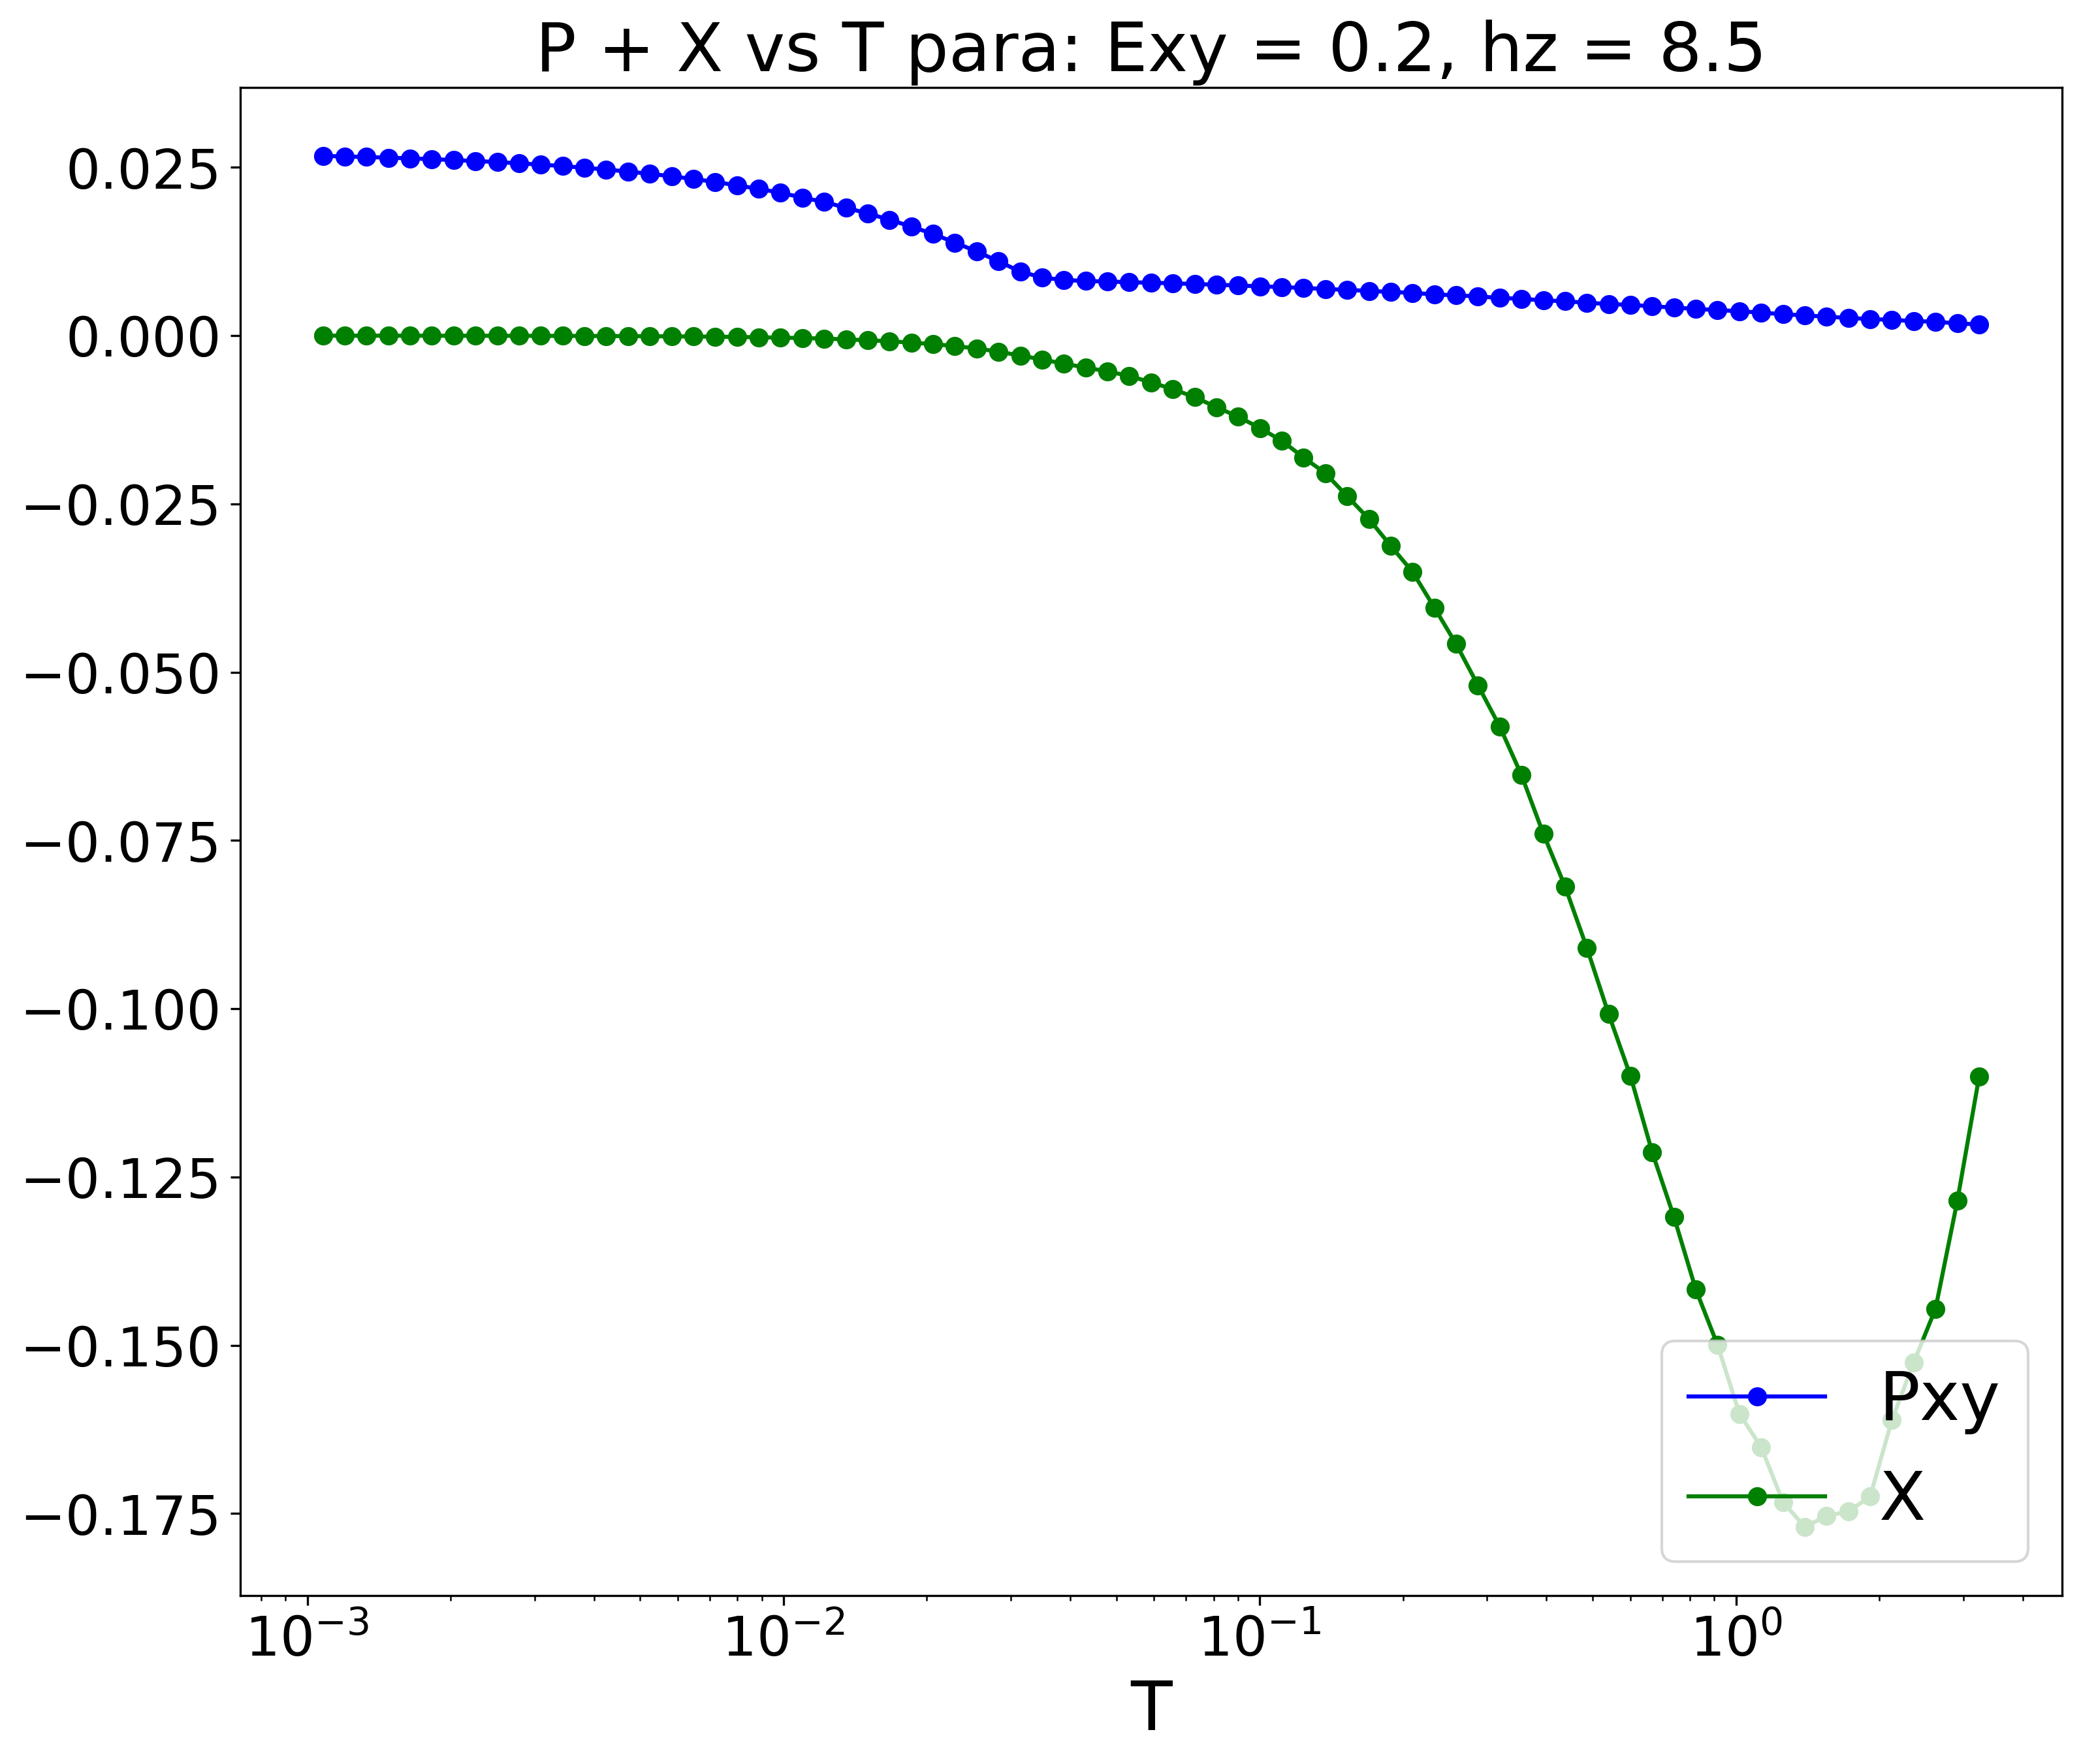 P + X vs T para: Exy = 0.2, hz = 8.5
0.025
0.000
−0.025
−0.050
−0.075
−0.100
−0.125
−0.150
−0.175
Pxy
X
10⁻³ 10⁻² 10⁻¹ 10⁰
T